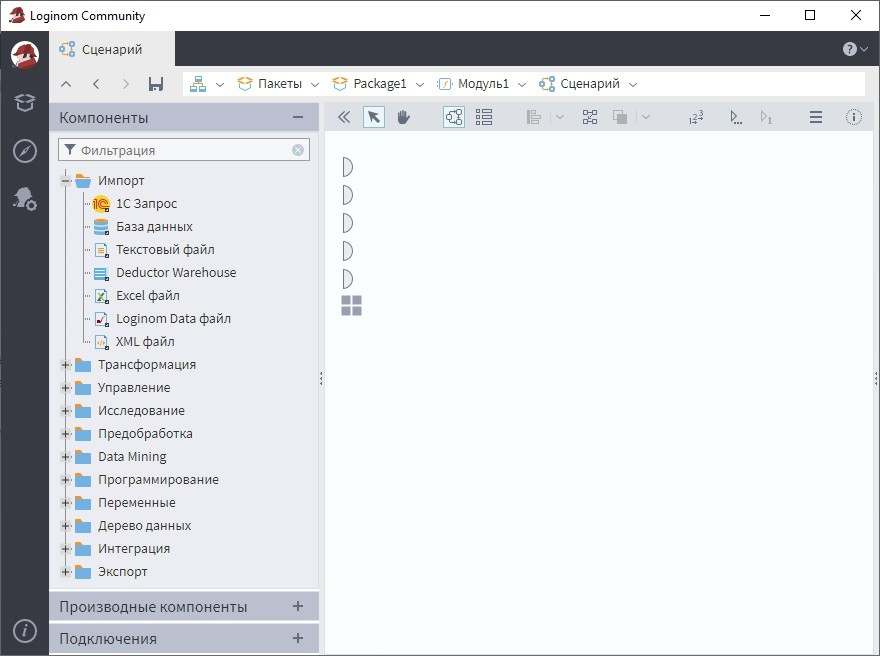 Loginom Community
Сценарий
?
Пакеты Package1 Модуль1 Сценарий
Компоненты
Фильтрация
Импорт
1С Запрос
База данных
Текстовый файл
Deductor Warehouse
Excel файл
Loginom Data файл
XML файл
Трансформация
Управление
Исследование
Предобработка
Data Mining
Программирование
Переменные
Дерево данных
Интеграция
Экспорт
Производные компоненты
Подключения